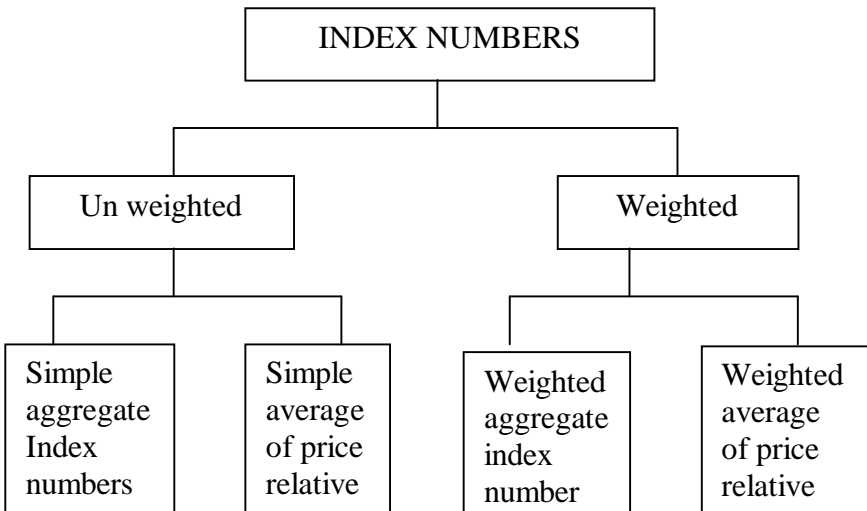 INDEX NUMBERS
Un weighted
Weighted
Simple
aggregate
Index
numbers
Simple
average
of price
relative
Weighted
aggregate
index
number
Weighted
average
of price
relative